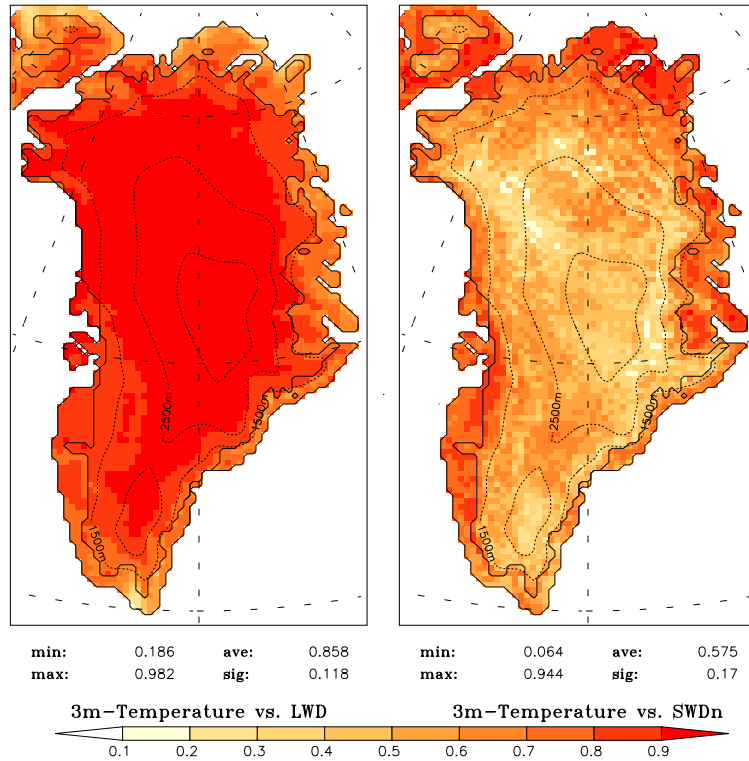 2500m
1500m
1500m
2500m
1500m
1500m
min: 0.186 ave: 0.858
max: 0.982 sig: 0.118
min: 0.064 ave: 0.575
max: 0.944 sig: 0.17
3m-Temperature vs. LWD
3m-Temperature vs. SWDn
0.1 0.2 0.3 0.4 0.5 0.6 0.7 0.8 0.9